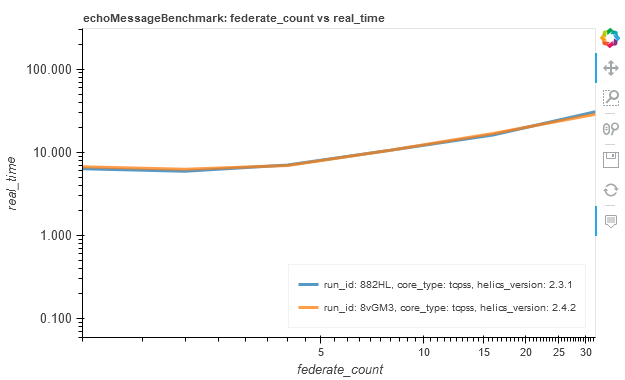 echoMessageBenchmark: federate_count vs real_time
100.000
10.000
1.000
0.100
real_time
run_id: 882HL, core_type: tcpss, helics_version: 2.3.1
run_id: 8vGM3, core_type: tcpss, helics_version: 2.4.2
5 10 15 20 25 30
federate_count